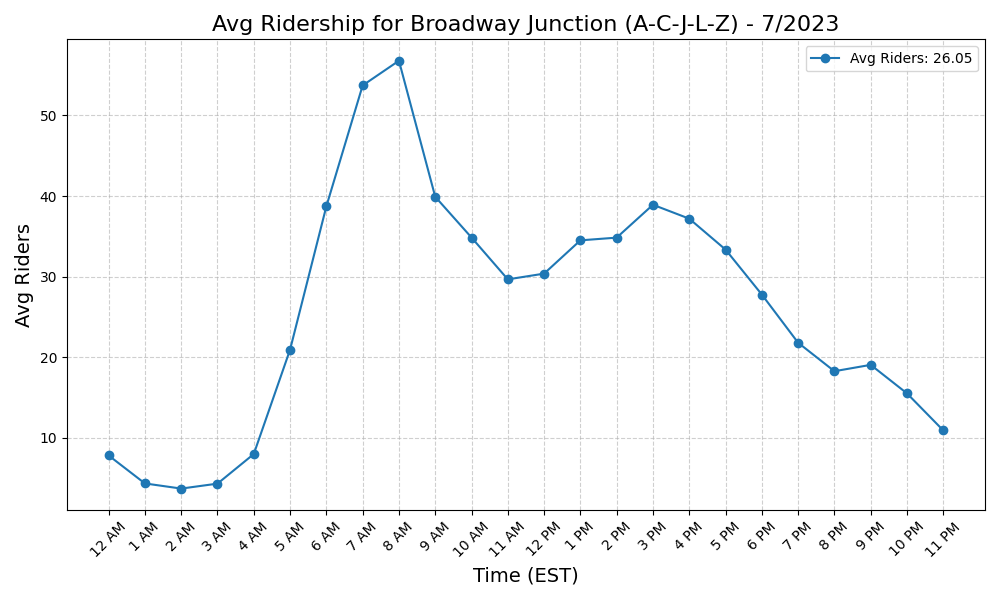 Avg Ridership for Broadway Junction (A-C-J-L-Z) - 7/2023
Avg Riders: 26.05
Avg Riders
50
40
30
20
10
12 AM
1 AM
2 AM
3 AM
4 AM
5 AM
6 AM
7 AM
8 AM
9 AM
10 AM
11 AM
12 PM
1 PM
2 PM
3 PM
4 PM
5 PM
6 PM
7 PM
8 PM
9 PM
10 PM
11 PM
Time (EST)